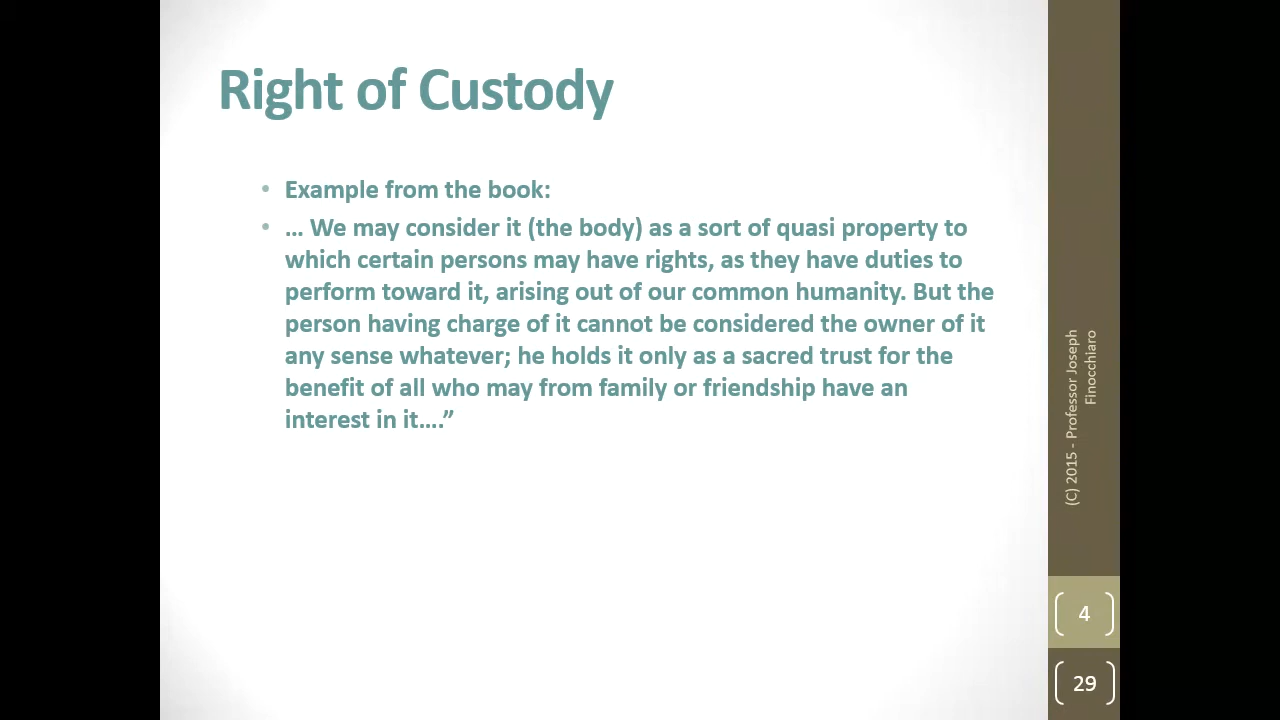 Right of Custody
• Example from the book:
• ... We may consider it (the body) as a sort of quasi property to
which certain persons may have rights, as they have duties to
perform toward it, arising out of our common humanity. But the
person having charge of it cannot be considered the owner of it
any sense whatever; he holds it only as a sacred trust for the
benefit of all who may from family or friendship have an
interest in it....”
(C) 2015 - Professor Joseph
Finocchiaro
4
29